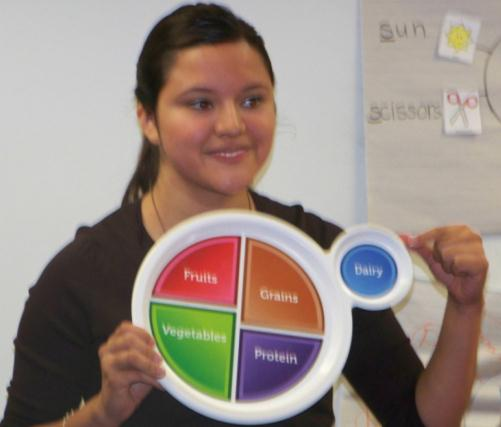 sun
scissors
Fruits
Grains
Dairy
Vegetables
Protein